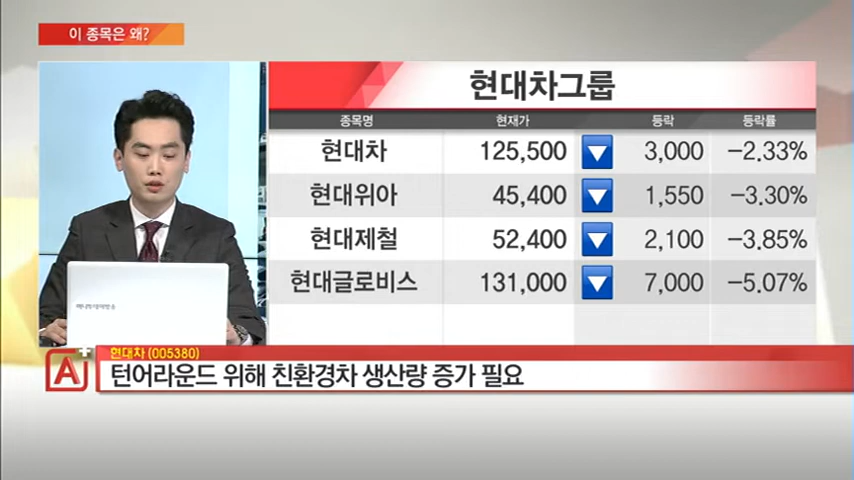 이 종목은 왜?
현대차그룹
종목명 현재가 등락 등락률
현대차 125,500 ▼ 3,000 -2.33%
현대위아 45,400 ▼ 1,550 -3.30%
현대제철 52,400 ▼ 2,100 -3.85%
현대글로비스 131,000 ▼ 7,000 -5.07%
A+
현대차 (005380)
턴어라운드 위해 친환경차 생산량 증가 필요